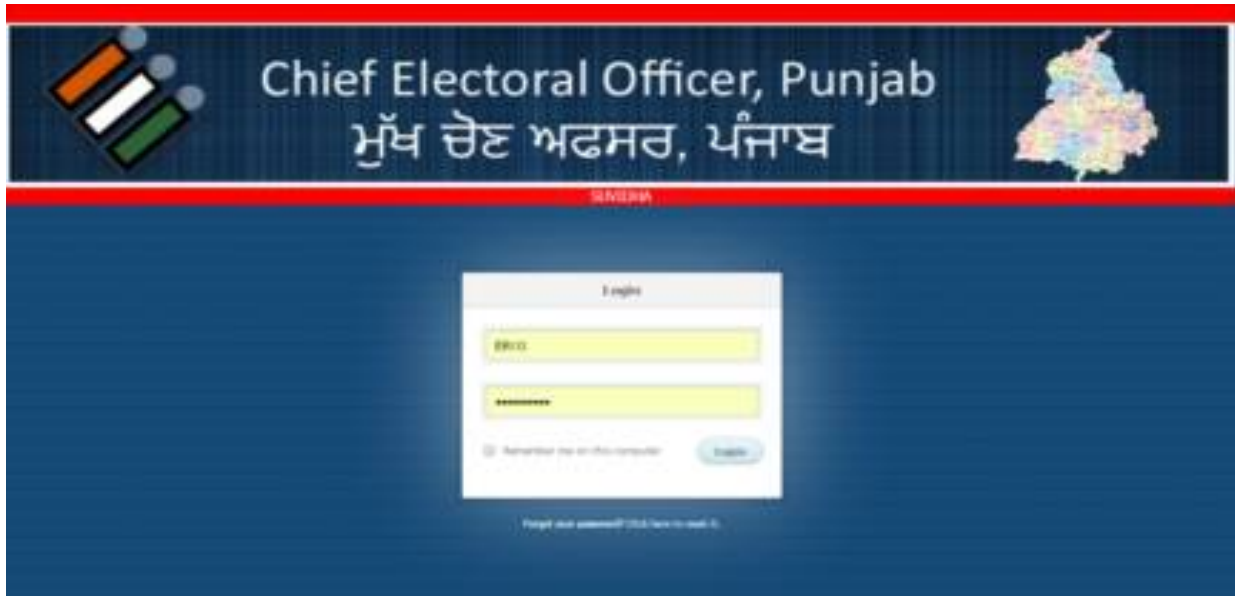 Chief Electoral Officer, Punjab
ਮੁੱਖ ਚੋਣ ਅਫਸਰ, ਪੰਜਾਬ
SUVIDHA
Login
••••••••••
Remember me on this computer
Login
Forgot your password? Click here to reset it.